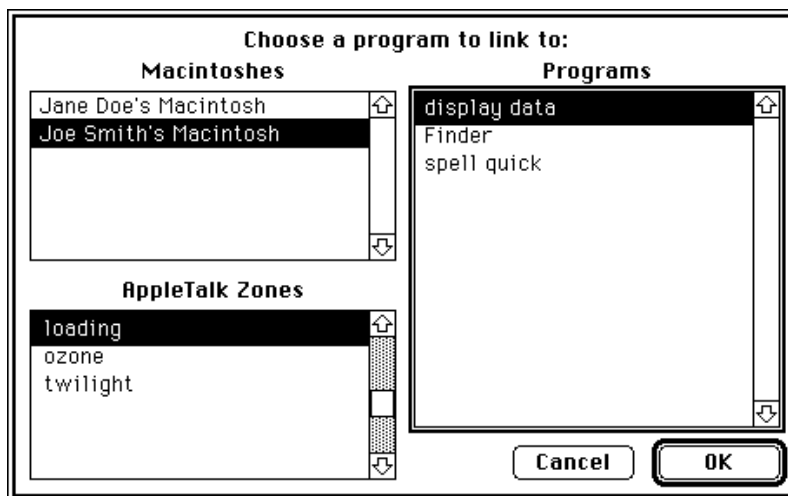 Choose a program to link to:
Macintoshes
Jane Doe's Macintosh
Joe Smith's Macintosh
AppleTalk Zones
loading
ozone
twilight
Programs
display data
Finder
spell quick
Cancel
OK